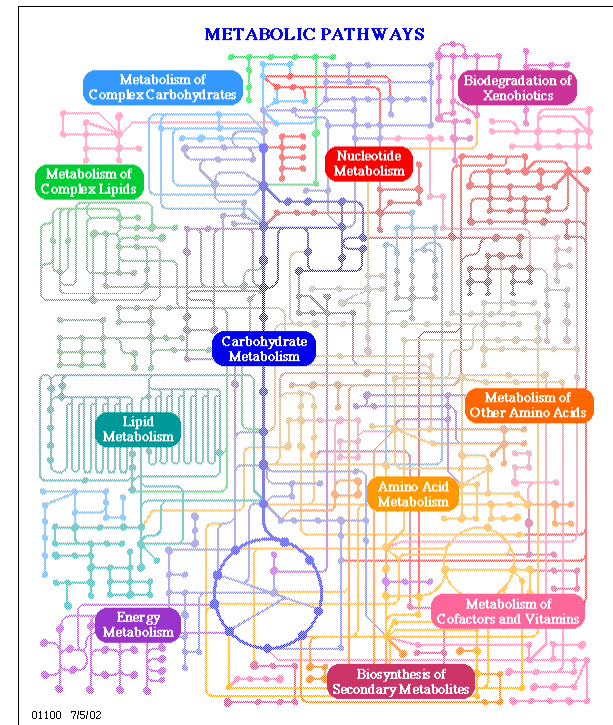 METABOLIC PATHWAYS
Metabolism of
Complex Carbohydrates
Biodegradation of
Xenobiotics
Nucleotide
Metabolism
Metabolism of
Complex Lipids
Carbohydrate
Metabolism
Metabolism of
Other Amino Acids
Lipid
Metabolism
Amino Acid
Metabolism
Metabolism of
Cofactors and Vitamins
Energy
Metabolism
Biosynthesis of
Secondary Metabolites
01100 7/5/02